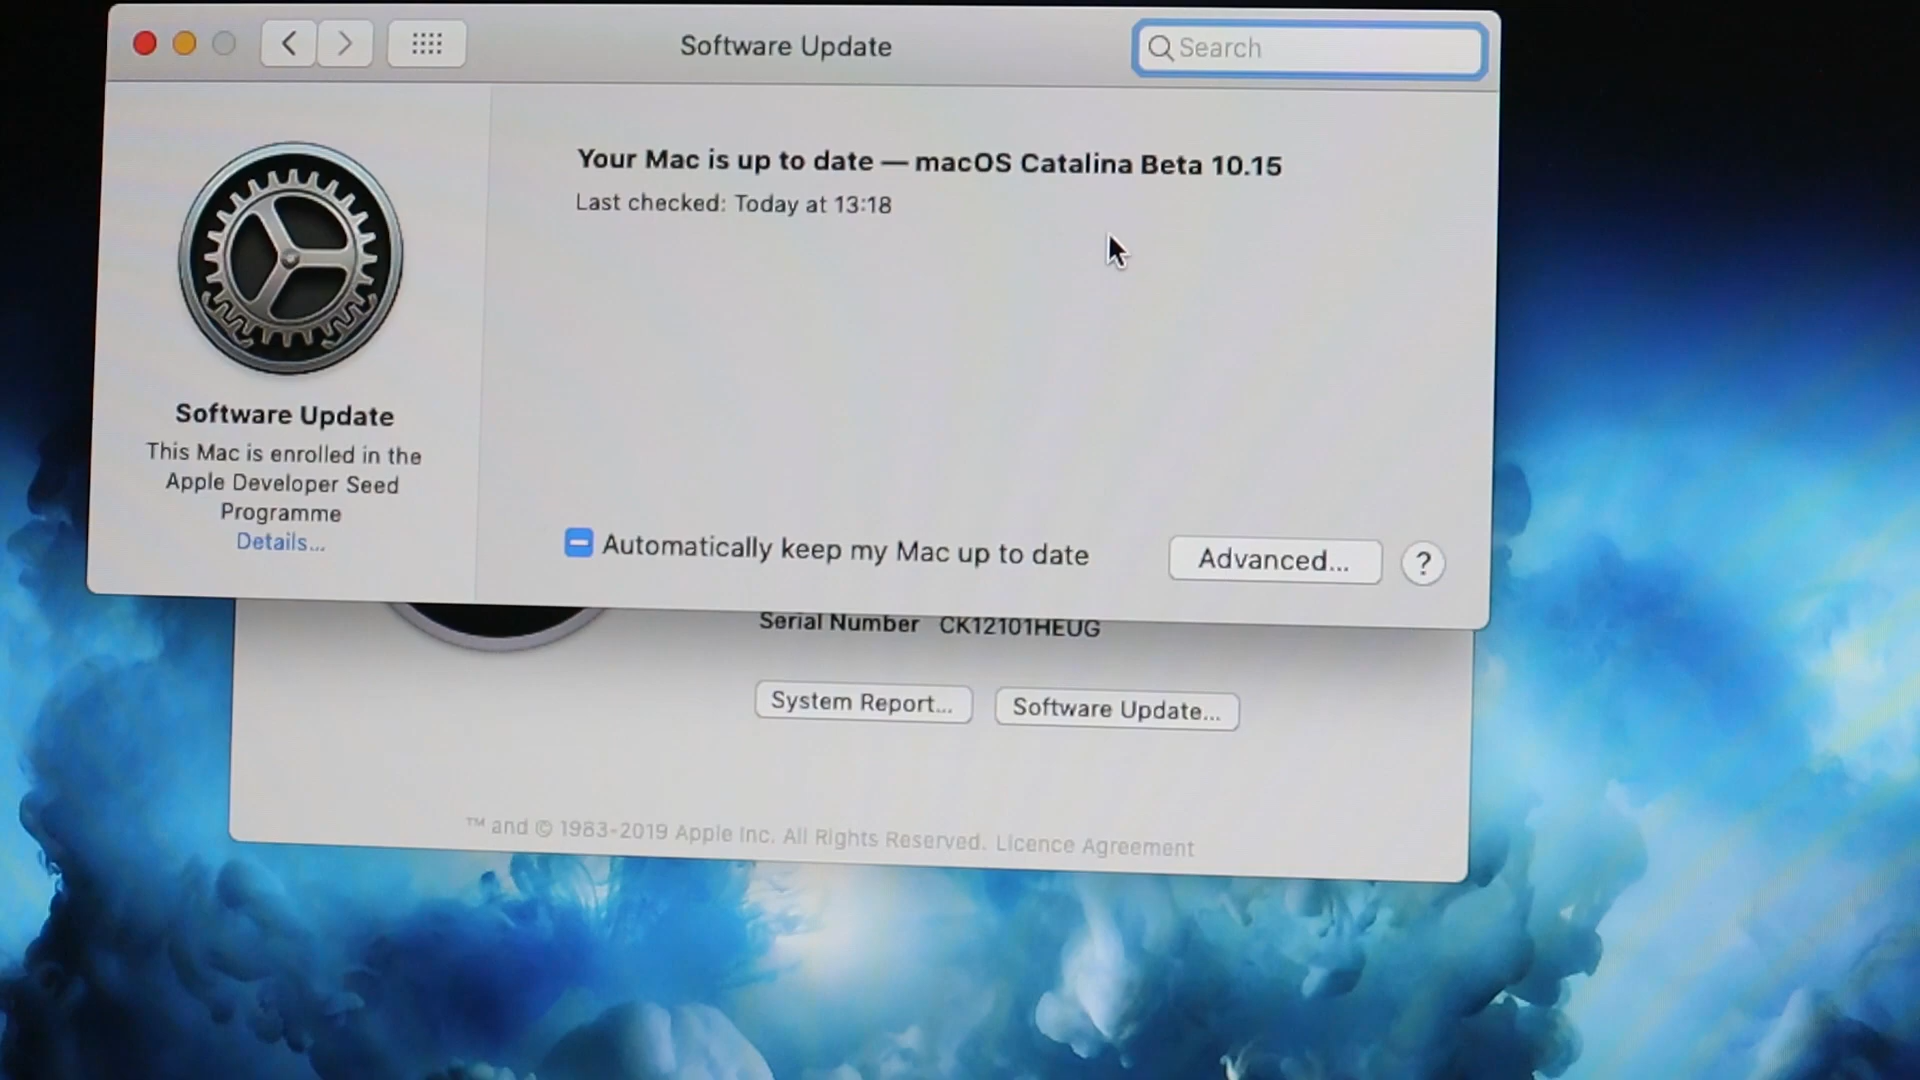 Software Update
Search
Your Mac is up to date — macOS Catalina Beta 10.15
Last checked: Today at 13:18
Software Update
This Mac is enrolled in the
Apple Developer Seed
Programme
Details...
Automatically keep my Mac up to date
Advanced...
?
Serial Number CK12101HEUG
System Report...
Software Update...
™ and © 1983-2019 Apple Inc. All Rights Reserved. Licence Agreement